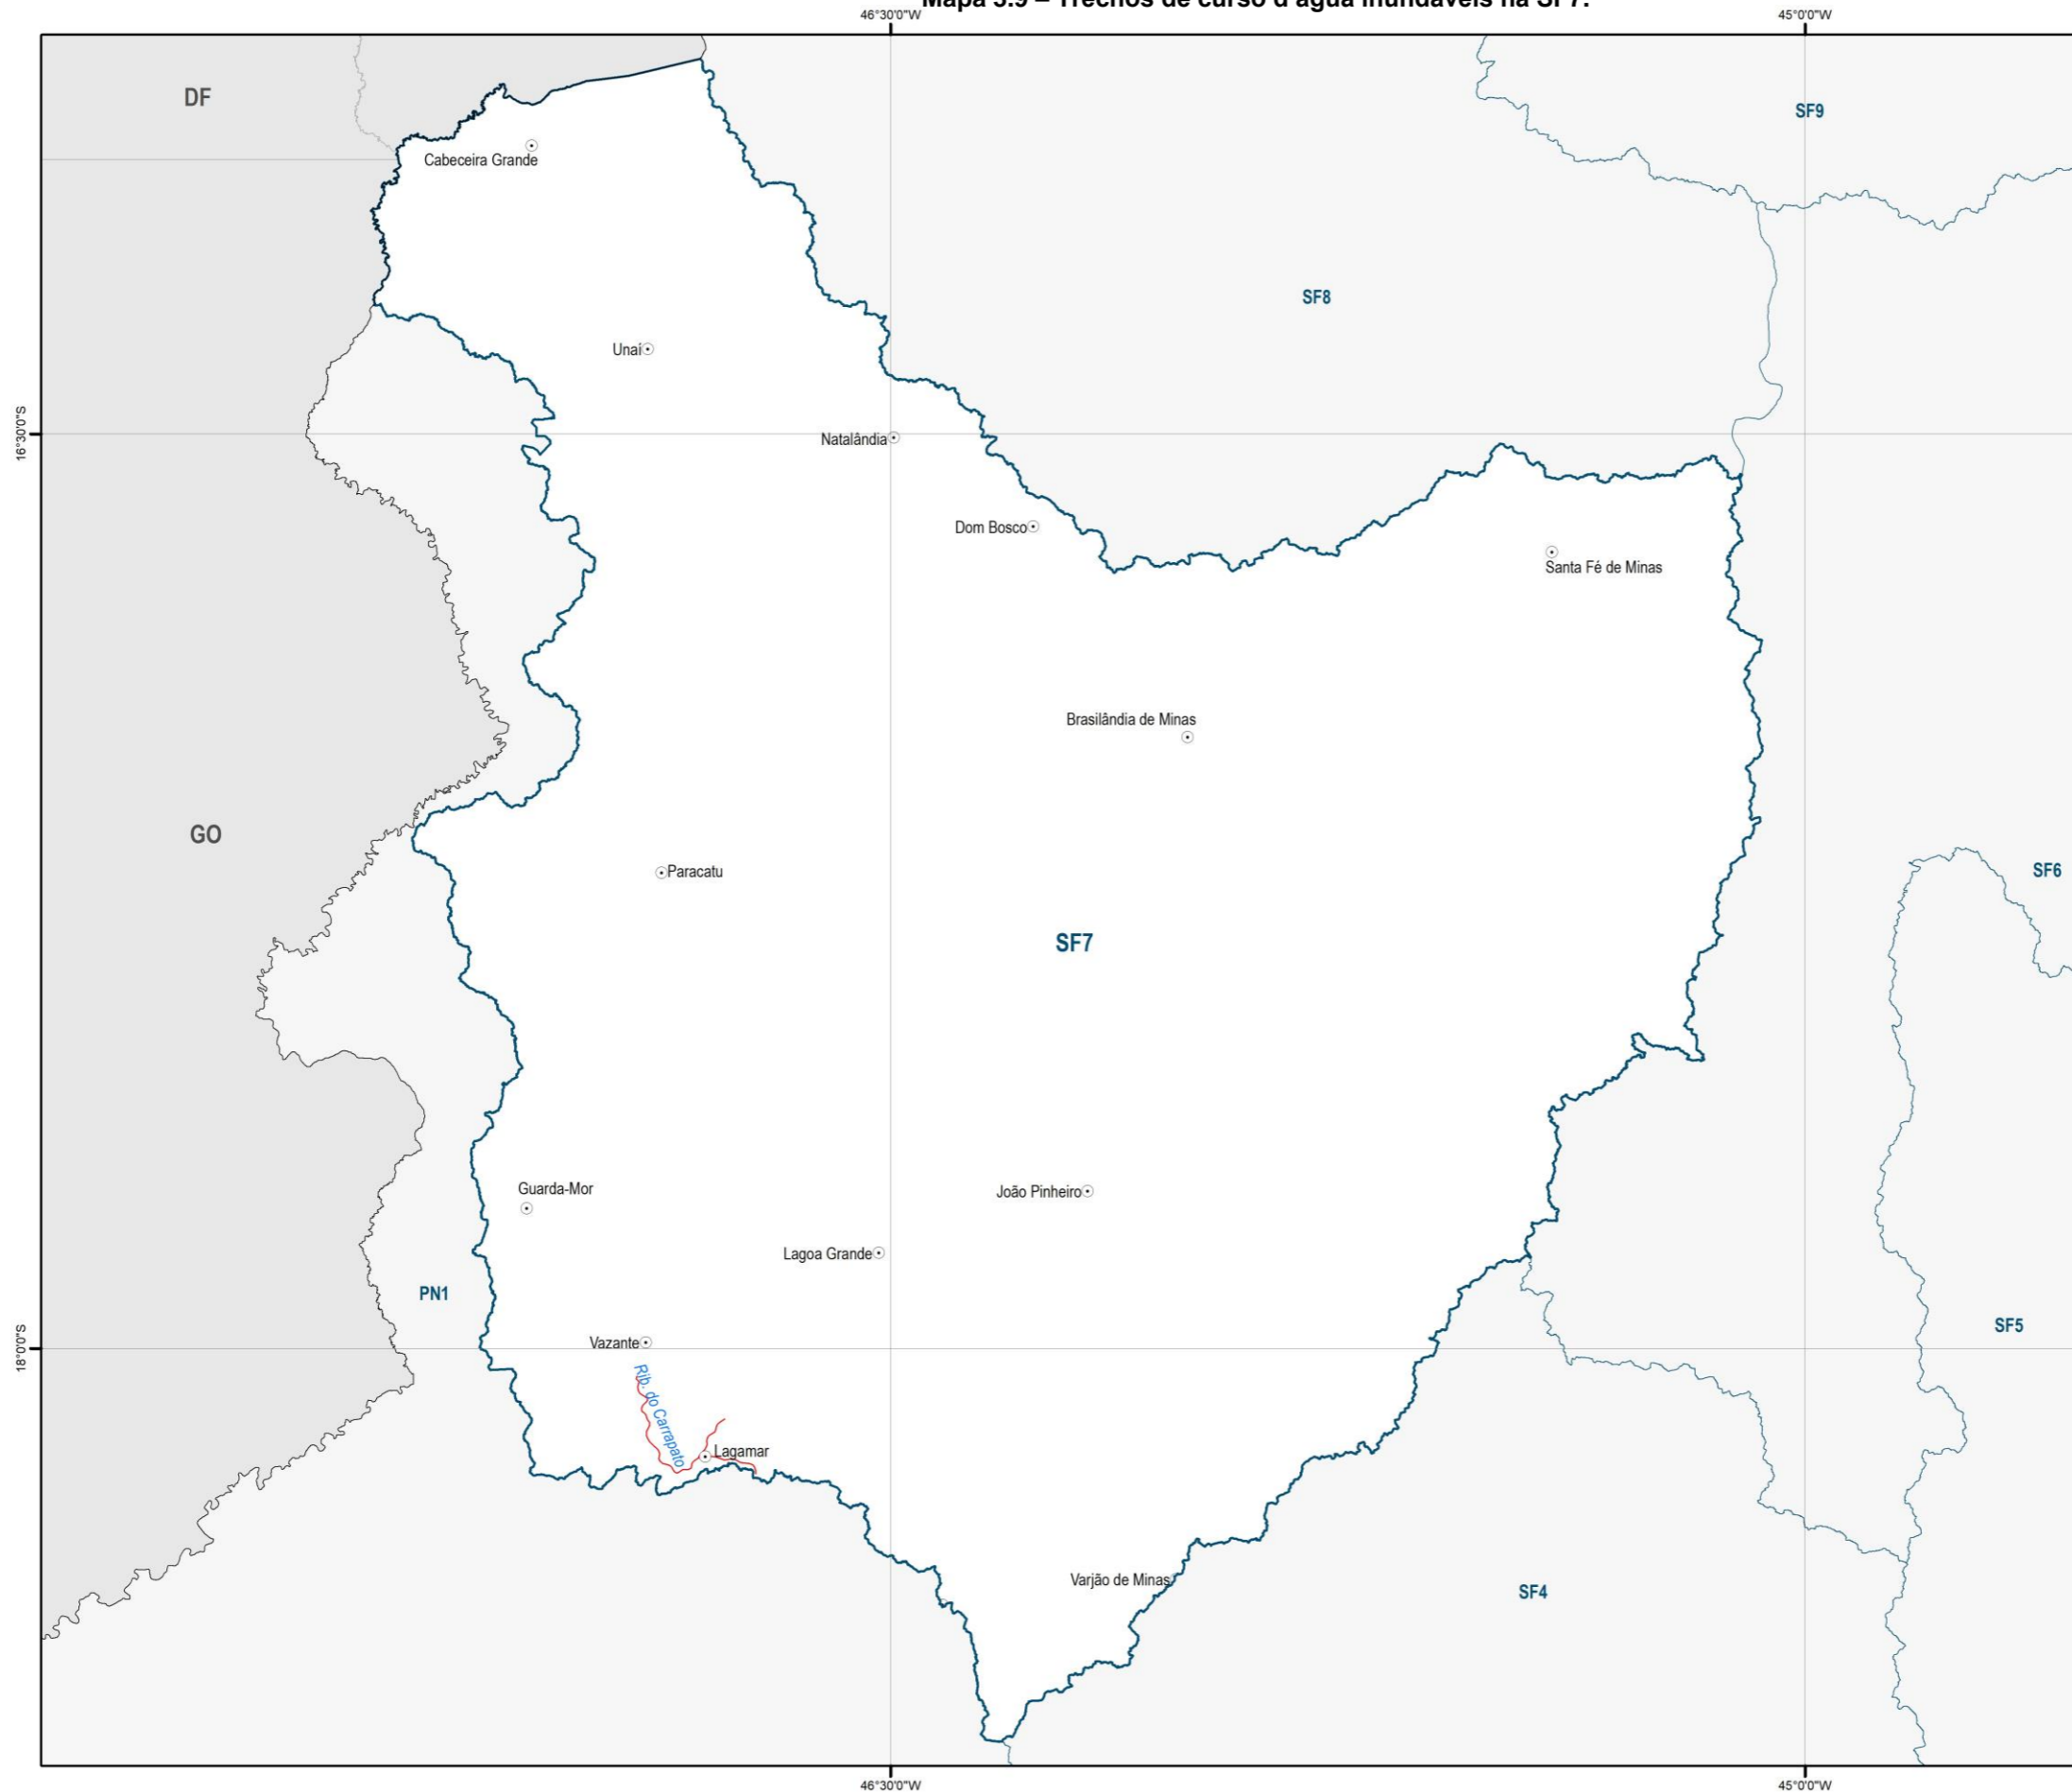 Mapa 3.9 – Trechos de curso d'água inundáveis na SF7.
46°30'0"W
45°0'0"W
DF
SF9
Cabeceira Grande
SF8
Unaí
16°30'0"S
Natalândia
Dom Bosco
Santa Fé de Minas
Brasilândia de Minas
GO
Paracatu
SF6
SF7
Guarda-Mor
João Pinheiro
Lagoa Grande
PN1
SF5
Vazante
18°0'0"S
Rib. do Carrapato
Lagamar
Varjão de Minas
SF4
46°30'0"W
45°0'0"W